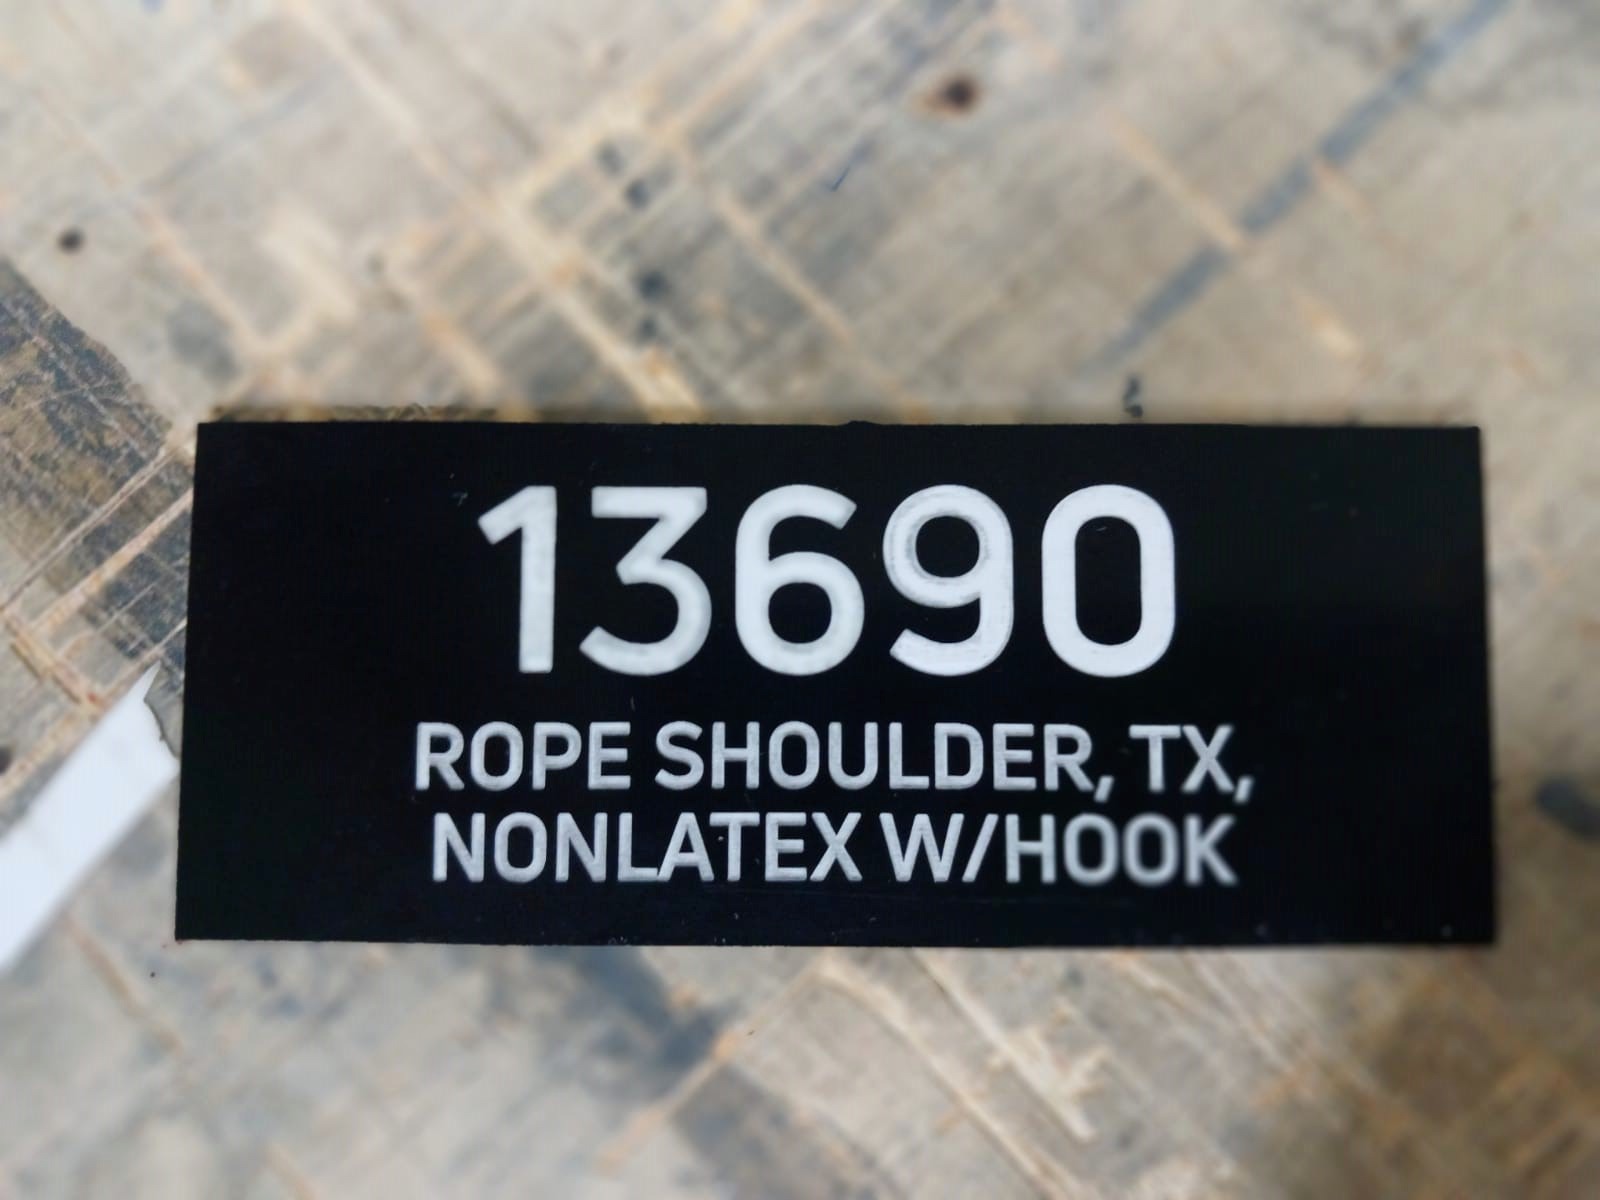 13690
ROPE SHOULDER, TX,
NONLATEX W/HOOK